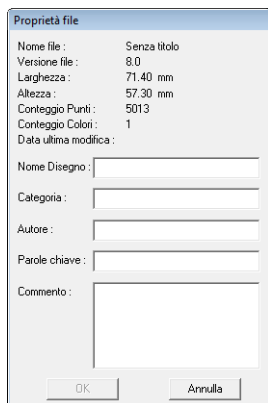 Proprietà file
Nome file : Senza titolo
Versione file : 8.0
Larghezza : 71.40 mm
Altezza : 57.30 mm
Conteggio Punti : 5013
Conteggio Colori : 1
Data ultima modifica :
Nome Disegno :
Categoria :
Autore :
Parole chiave :
Commento :
OK Annulla